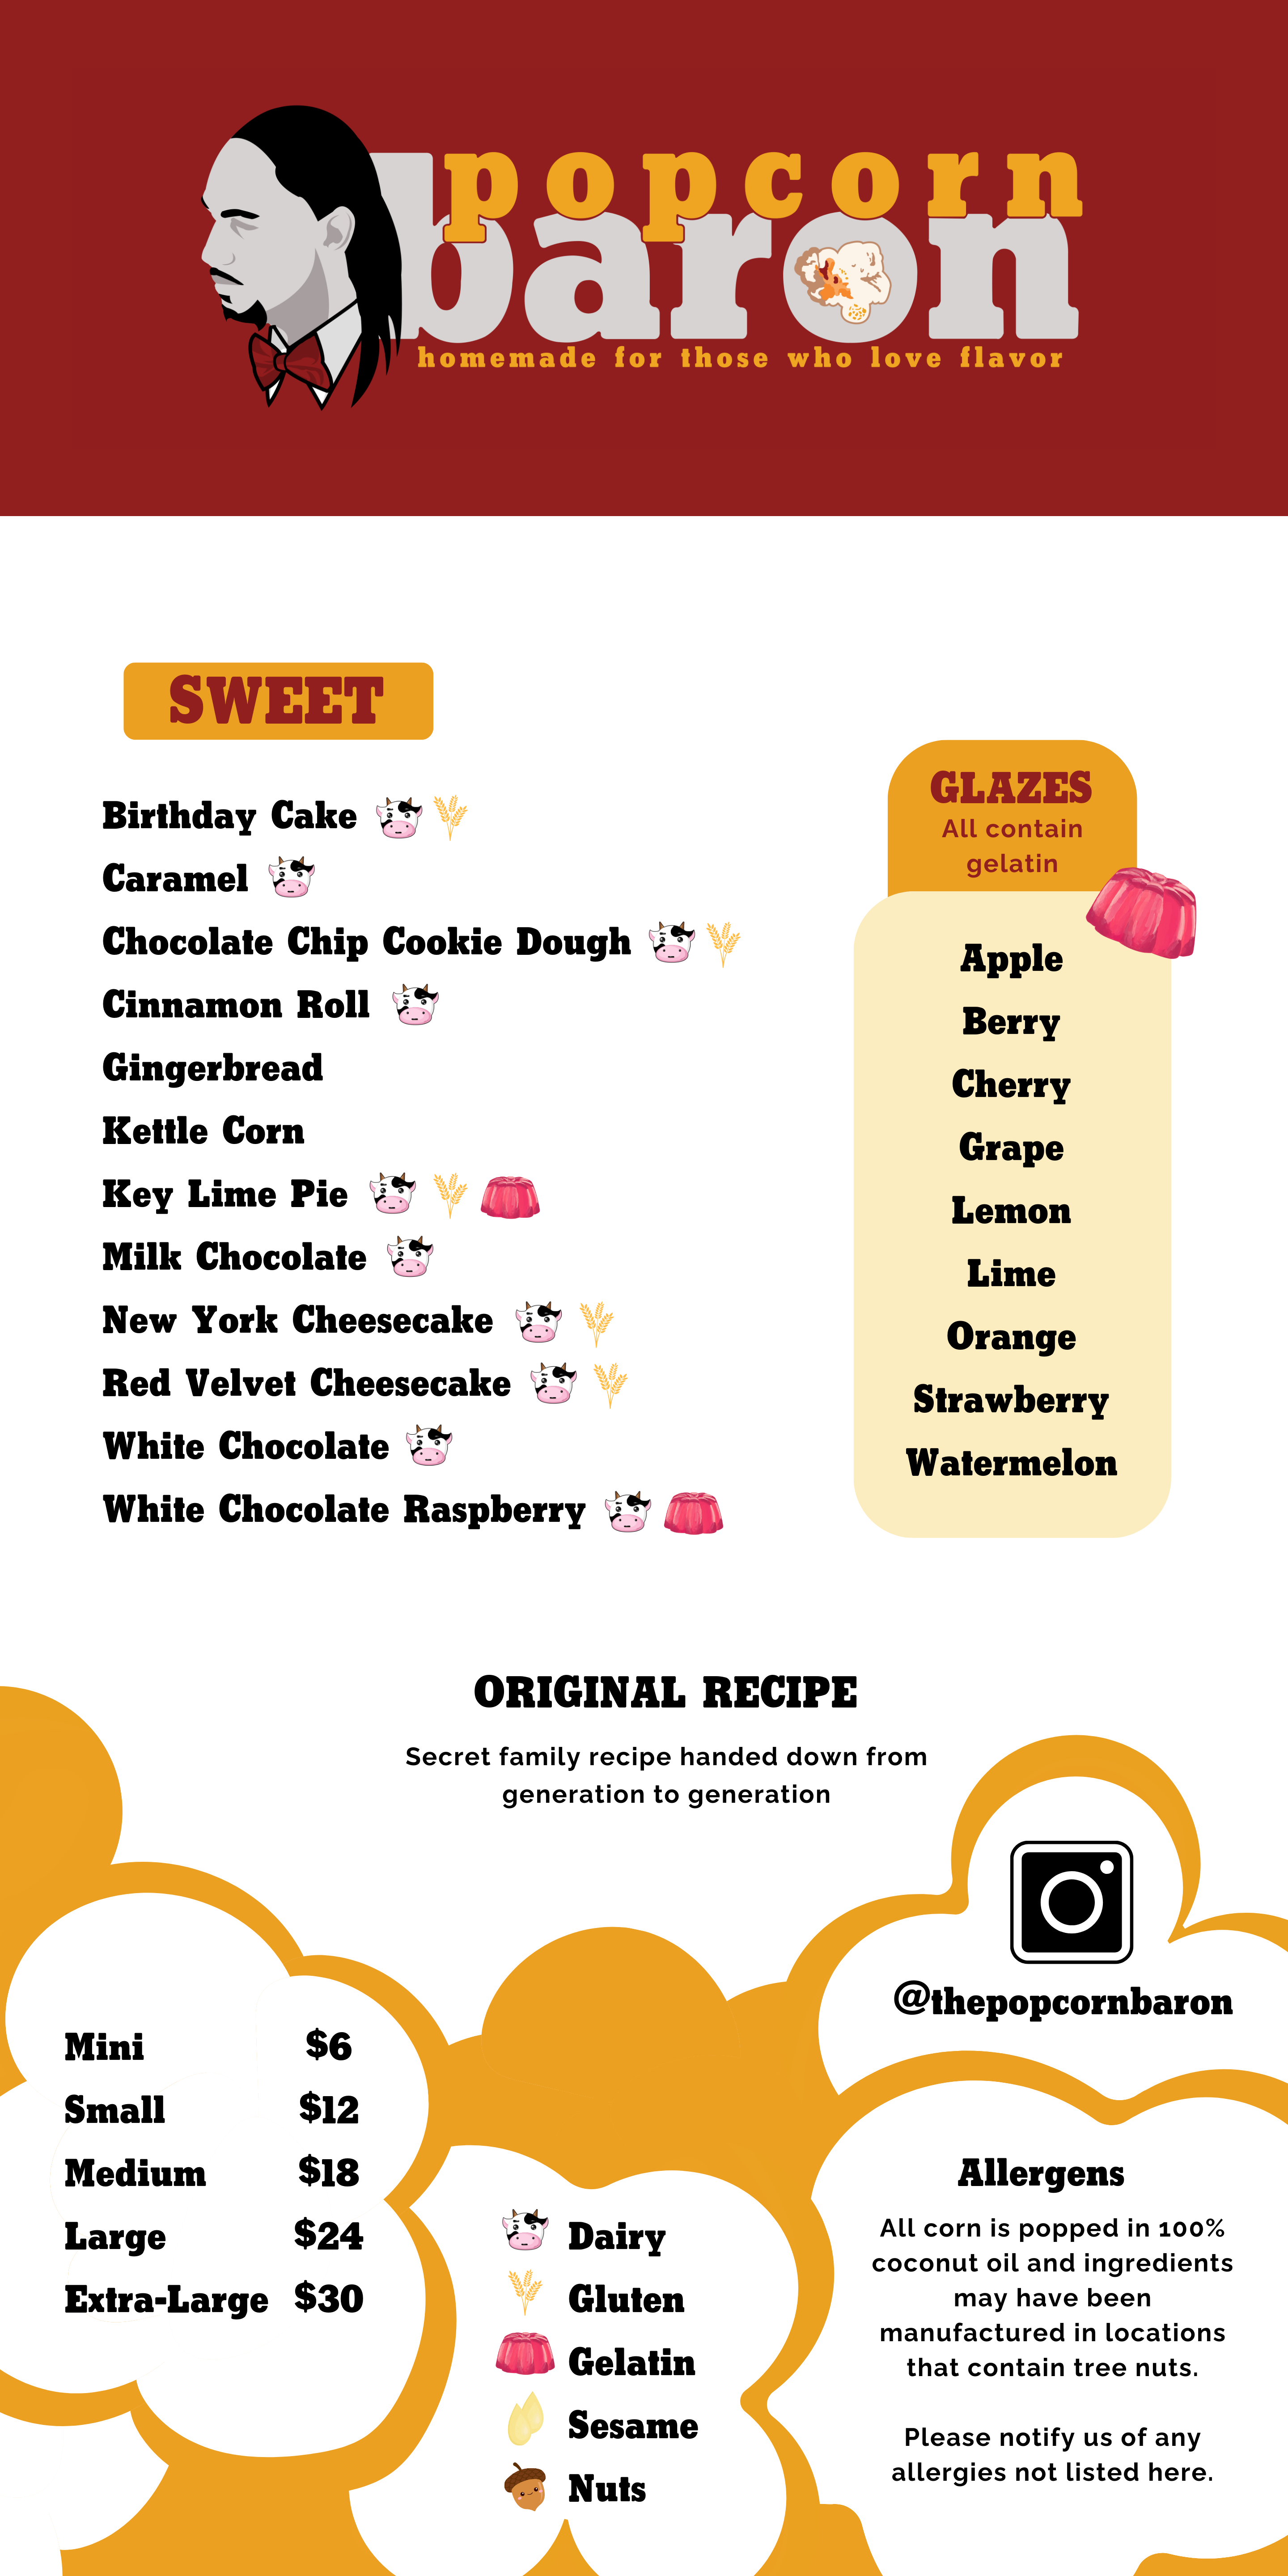 popcorn
baron
homemade for those who love flavor
SWEET
Birthday Cake
Caramel
Chocolate Chip Cookie Dough
Cinnamon Roll
Gingerbread
Kettle Corn
Key Lime Pie
Milk Chocolate
New York Cheesecake
Red Velvet Cheesecake
White Chocolate
White Chocolate Raspberry
GLAZES
All contain
gelatin
Apple
Berry
Cherry
Grape
Lemon
Lime
Orange
Strawberry
Watermelon
ORIGINAL RECIPE
Secret family recipe handed down from
generation to generation
@thepopcornbaron
Mini $6
Small $12
Medium $18
Large $24
Extra-Large $30
Dairy
Gluten
Gelatin
Sesame
Nuts
Allergens
All corn is popped in 100%
coconut oil and ingredients
may have been
manufactured in locations
that contain tree nuts.
Please notify us of any
allergies not listed here.